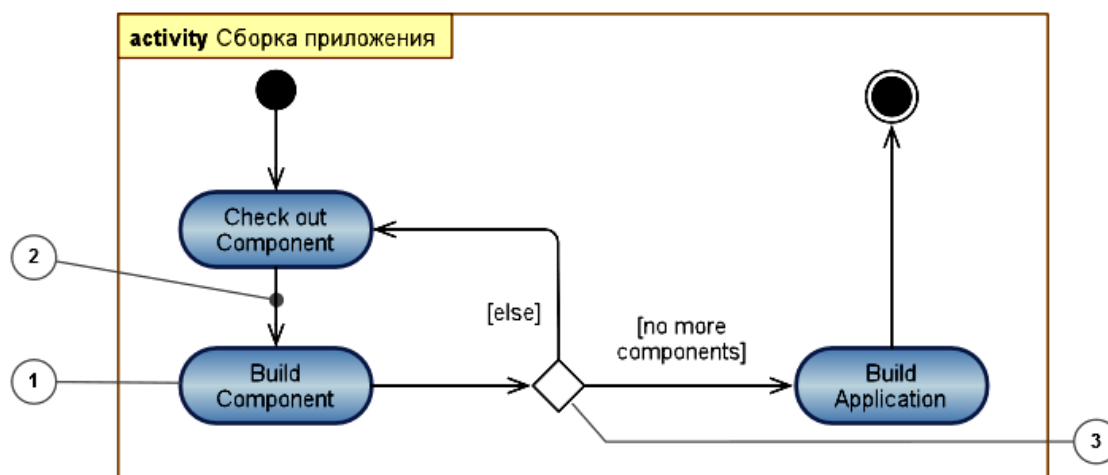 activity Сборка приложения
Check out
Component
2
[else]
[no more
components]
1
Build
Component
Build
Application
3